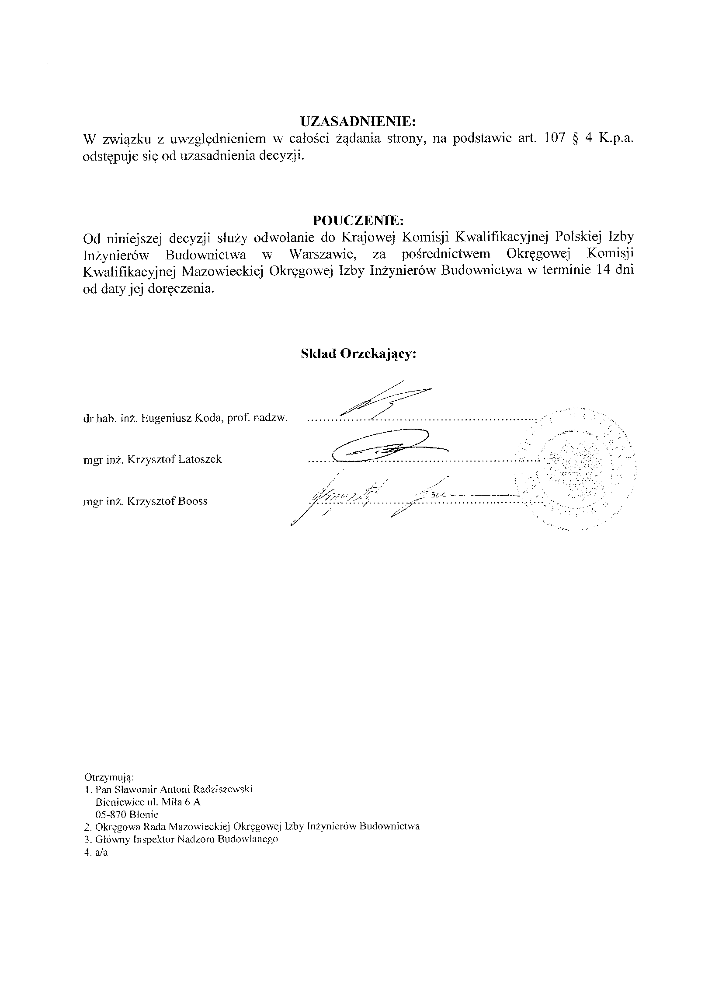 UZASADNIENIE:
W związku z uwzględnieniem w całości żądania strony, na podstawie art. 107 § 4 K.p.a.
odstępuje się od uzasadnienia decyzji.
POUCZENIE:
Od niniejszej decyzji służy odwołanie do Krajowej Komisji Kwalifikacyjnej Polskiej Izby
Inżynierów Budownictwa w Warszawie, za pośrednictwem Okręgowej Komisji
Kwalifikacyjnej Mazowieckiej Okręgowej Izby Inżynierów Budownictwa w terminie 14 dni
od daty jej doręczenia.
Skład Orzekający:
dr hab. inż. Eugeniusz Koda, prof. nadzw.
mgr inż. Krzysztof Latoszek
mgr inż. Krzysztof Booss
Otrzymują:
1. Pan Sławomir Antoni Radziszewski
Bieniewice ul. Miła 6 A
05-870 Błonie
2. Okręgowa Rada Mazowieckiej Okręgowej Izby Inżynierów Budownictwa
3. Główny Inspektor Nadzoru Budowlanego
4. a/a